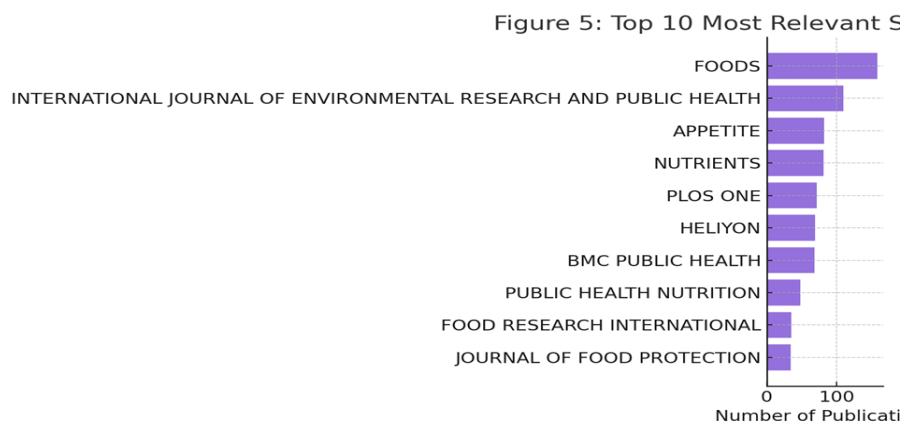 Figure 5: Top 10 Most Relevant
FOODS
INTERNATIONAL JOURNAL OF ENVIRONMENTAL RESEARCH AND PUBLIC HEALTH
APPETITE
NUTRIENTS
PLOS ONE
HELIYON
BMC PUBLIC HEALTH
PUBLIC HEALTH NUTRITION
FOOD RESEARCH INTERNATIONAL
JOURNAL OF FOOD PROTECTION
0 100
Number of